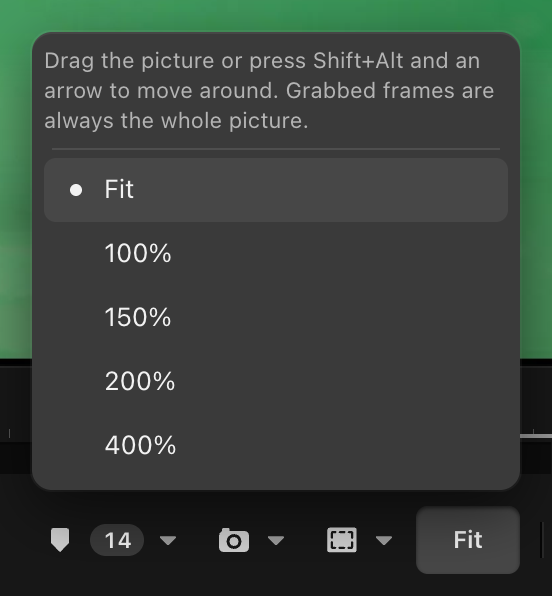 Drag the picture or press Shift+Alt and an
arrow to move around. Grabbed frames are
always the whole picture.
Fit
100%
150%
200%
400%
14
Fit